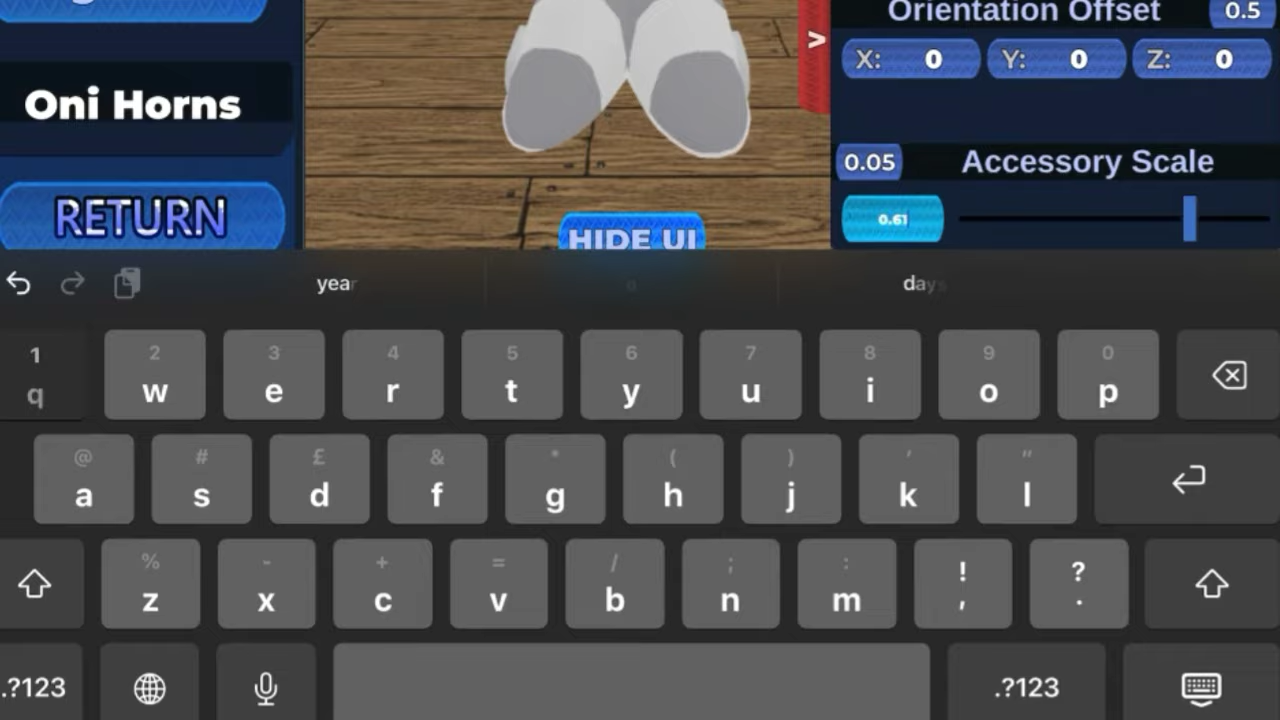 Orientation Offset
0.5
>
X: 0
Y: 0
Z: 0
Oni Horns
0.05
Accessory Scale
RETURN
0.61
HIDE UI
year
days
1
2
3
4
5
6
7
8
9
0
q
w
e
r
t
y
u
i
o
p
@
#
£
&
*
(
)
'
"
a
s
d
f
g
h
j
k
l
%
-
+
=
/
;
:
!
?
z
x
c
v
b
n
m
,
.
.?123
.?123